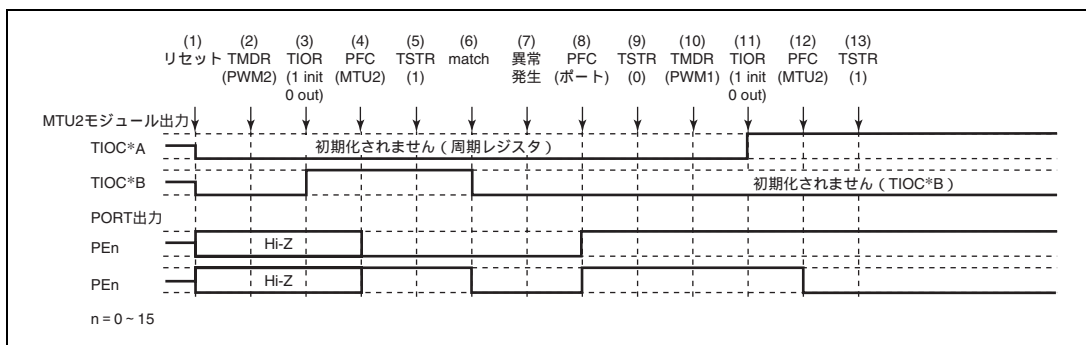 (1) (2) (3) (4) (5) (6) (7) (8) (9) (10) (11) (12) (13)
リセット TMDR TIOR PFC TSTR match 異常 PFC TSTR TMDR TIOR PFC TSTR
(PWM2) (1 init (MTU2) (1) 発生 (ポート) (0) (PWM1) (1 init (MTU2) (1)
0 out) 0 out)
MTU2モジュール出力
TIOC*A 初期化されません（周期レジスタ）
TIOC*B 初期化されません（TIOC*B）
PORT出力
PEn Hi-Z
PEn Hi-Z
n = 0 ~ 15